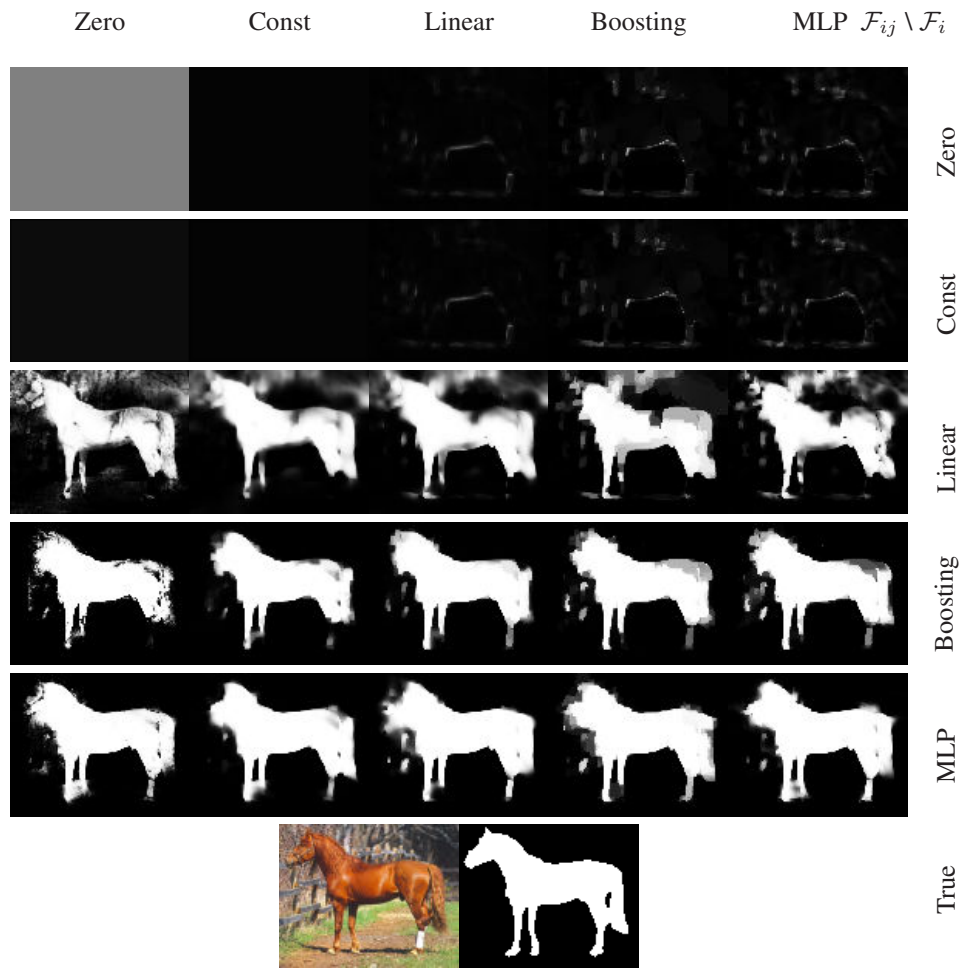 Zero Const Linear Boosting MLP $\mathcal{F}_{ij} \setminus \mathcal{F}_i$
Zero
Const
Linear
Boosting
MLP
True